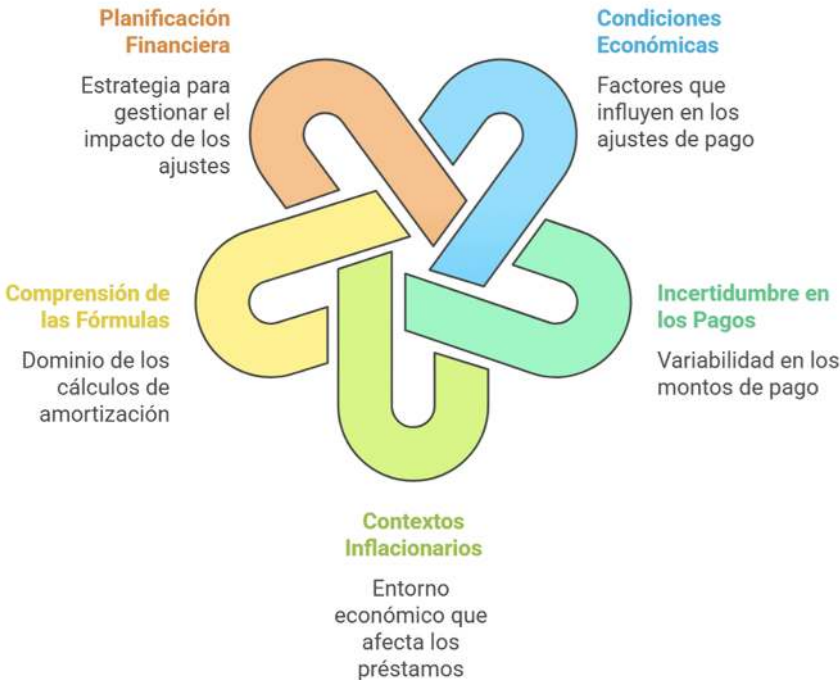 Planificación
Financiera
Estrategia para
gestionar el
impacto de los
ajustes
Condiciones
Económicas
Factores que
influyen en los
ajustes de pago
Comprensión de
las Fórmulas
Dominio de los
cálculos de
amortización
Incertidumbre en
los Pagos
Variabilidad en los
montos de pago
Contextos
Inflacionarios
Entorno
económico que
afecta los
préstamos